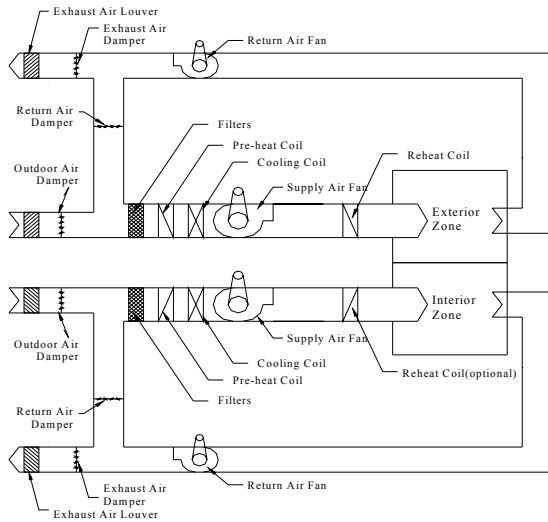 Exhaust Air Louver
Exhaust Air
Damper
Return Air Fan
Return Air
Damper
Filters
Pre-heat Coil
Cooling Coil
Reheat Coil
Outdoor Air
Damper
Supply Air Fan
Exterior
Zone
Interior
Zone
Outdoor Air
Damper
Supply Air Fan
Cooling Coil
Pre-heat Coil
Reheat Coil(optional)
Filters
Return Air
Damper
Exhaust Air
Damper
Return Air Fan
Exhaust Air Louver